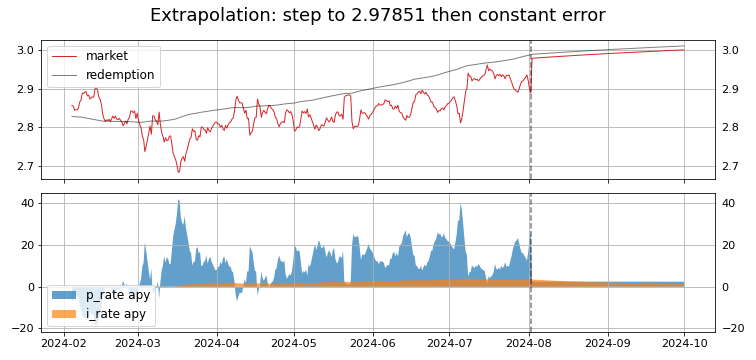 Extrapolation: step to 2.97851 then constant error
3.0
2.9
2.8
2.7
market
redemption
3.0
2.9
2.8
2.7
40
20
0
−20
p_rate apy
i_rate apy
40
20
0
−20
2024-02 2024-03 2024-04 2024-05 2024-06 2024-07 2024-08 2024-09 2024-10